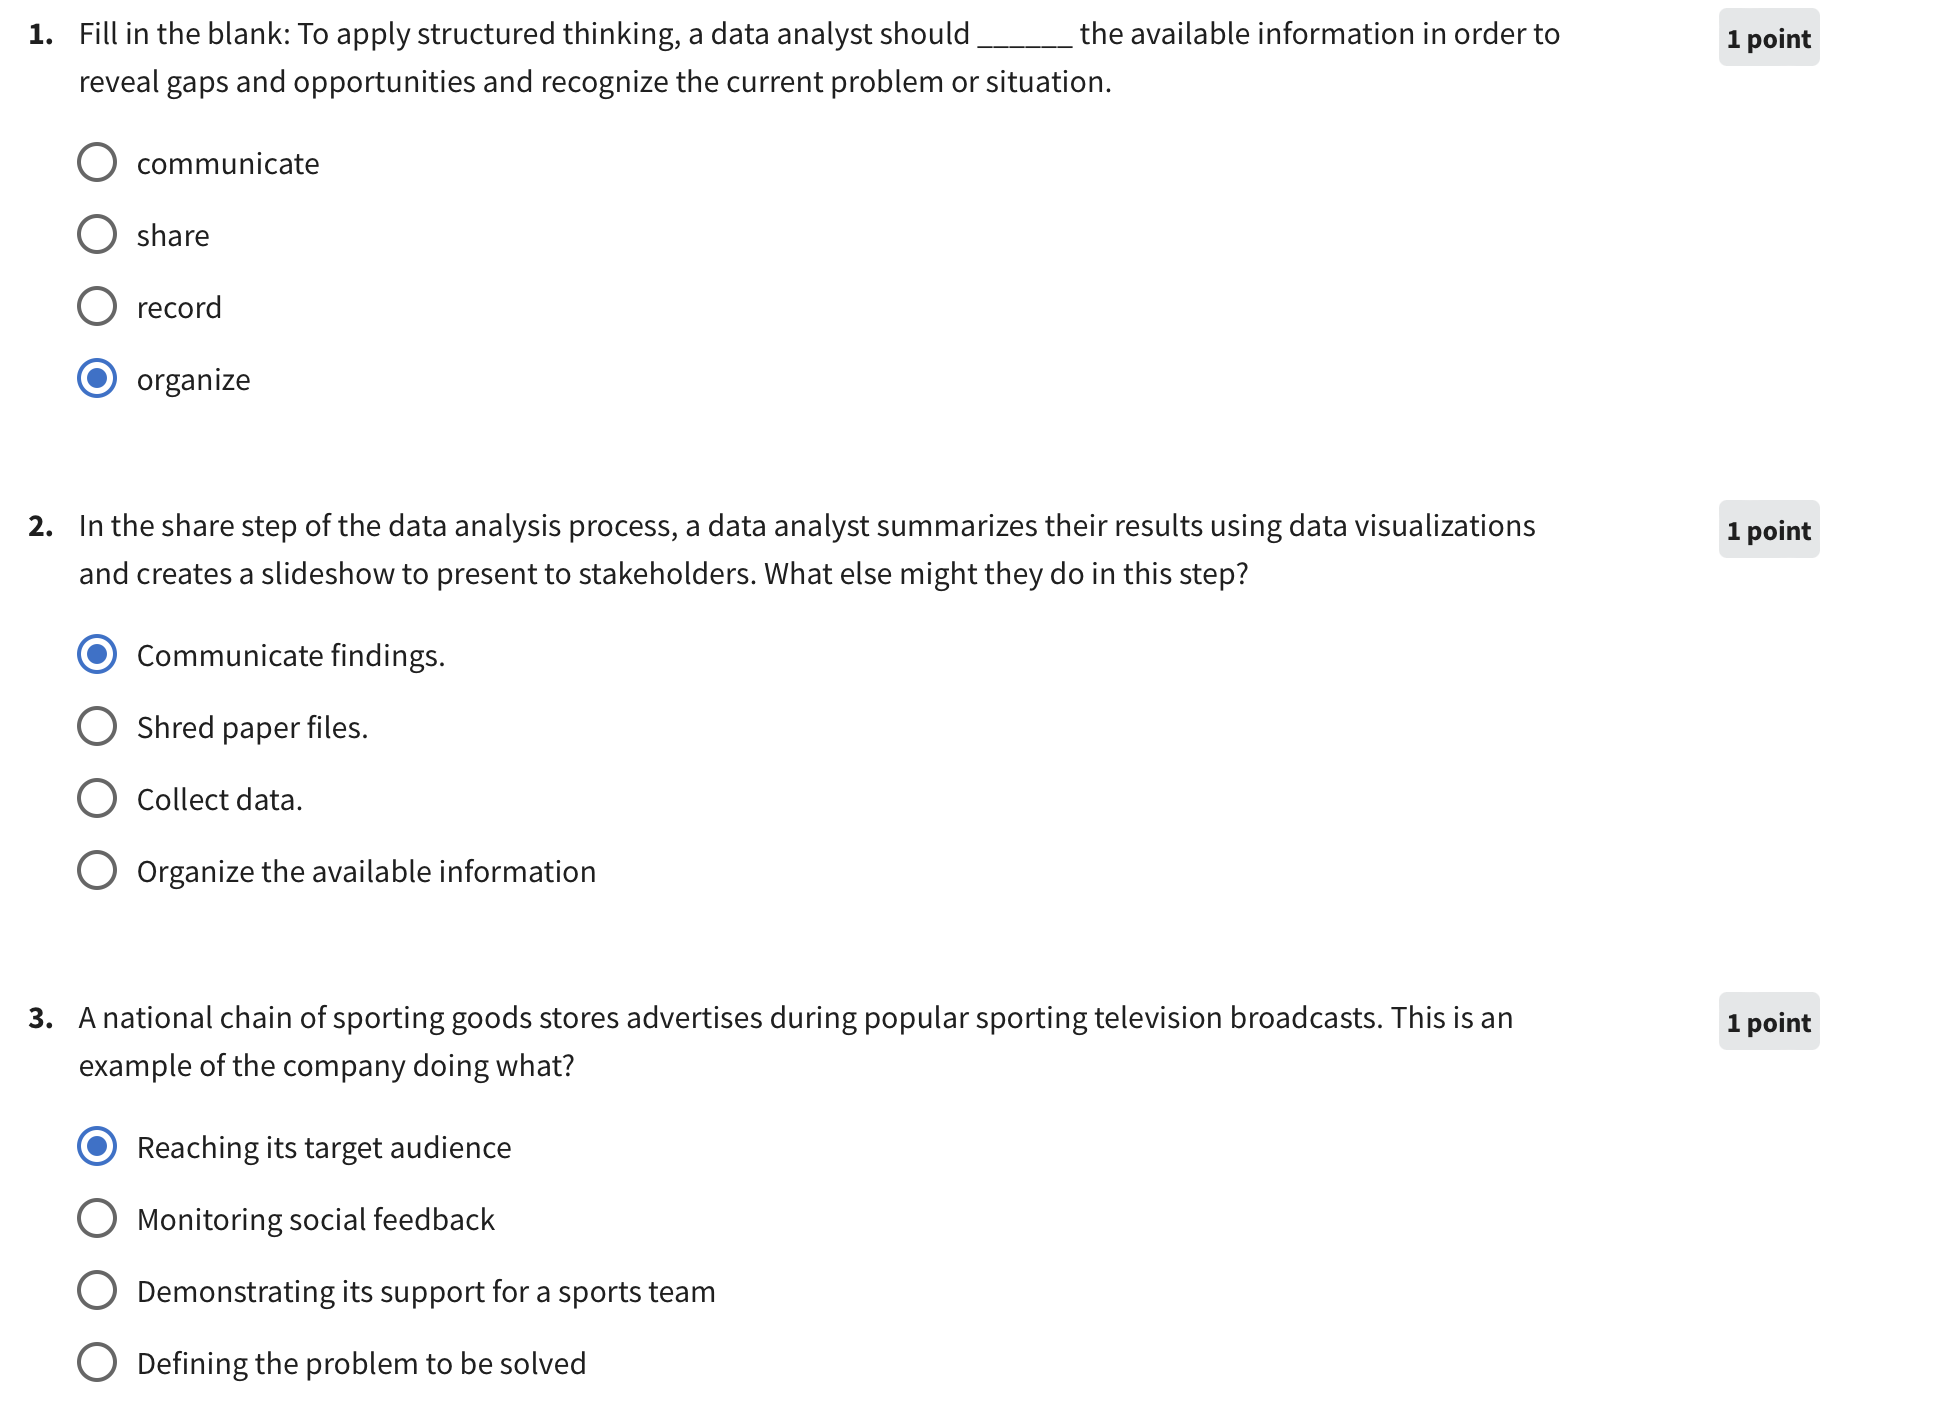 1. Fill in the blank: To apply structured thinking, a data analyst should ______ the available information in order to
1 point
reveal gaps and opportunities and recognize the current problem or situation.
communicate
share
record
organize
2. In the share step of the data analysis process, a data analyst summarizes their results using data visualizations
1 point
and creates a slideshow to present to stakeholders. What else might they do in this step?
Communicate findings.
Shred paper files.
Collect data.
Organize the available information
3. A national chain of sporting goods stores advertises during popular sporting television broadcasts. This is an
1 point
example of the company doing what?
Reaching its target audience
Monitoring social feedback
Demonstrating its support for a sports team
Defining the problem to be solved